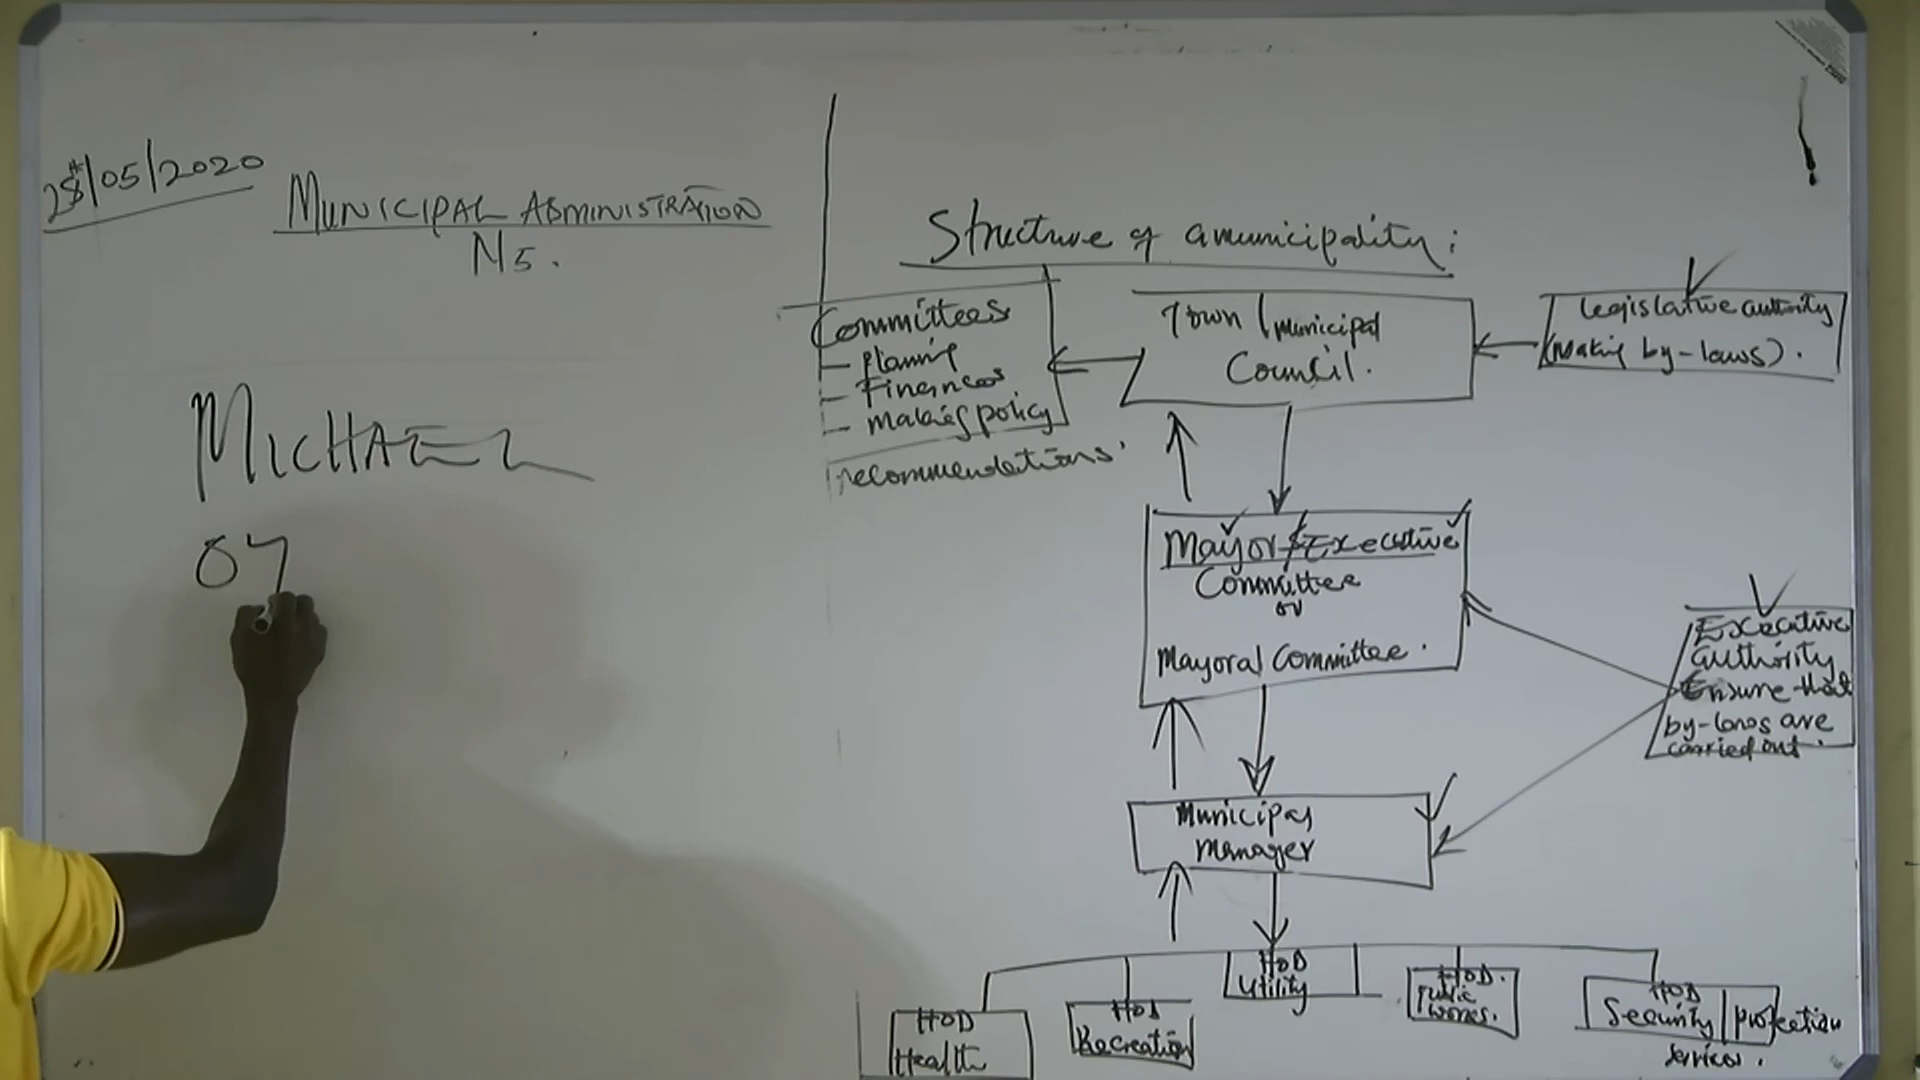 28/05/2020
MUNICIPAL ADMINISTRATION
N5.
MICHAEL
07
Structure of a municipality:
Committees
- planning
- Finances
- Makes policy
recommendations.
Town / Municipal
Council.
Legislative authority
(Making by-laws).
Mayor / Executive
Committee
or
Mayoral Committee.
Executive
authority
Ensure that
by-laws are
carried out.
Municipal
Manager
HOD
Health
HOD
Recreation
HOD
Utility
HOD.
Public
works.
HOD
Security / protection
services.